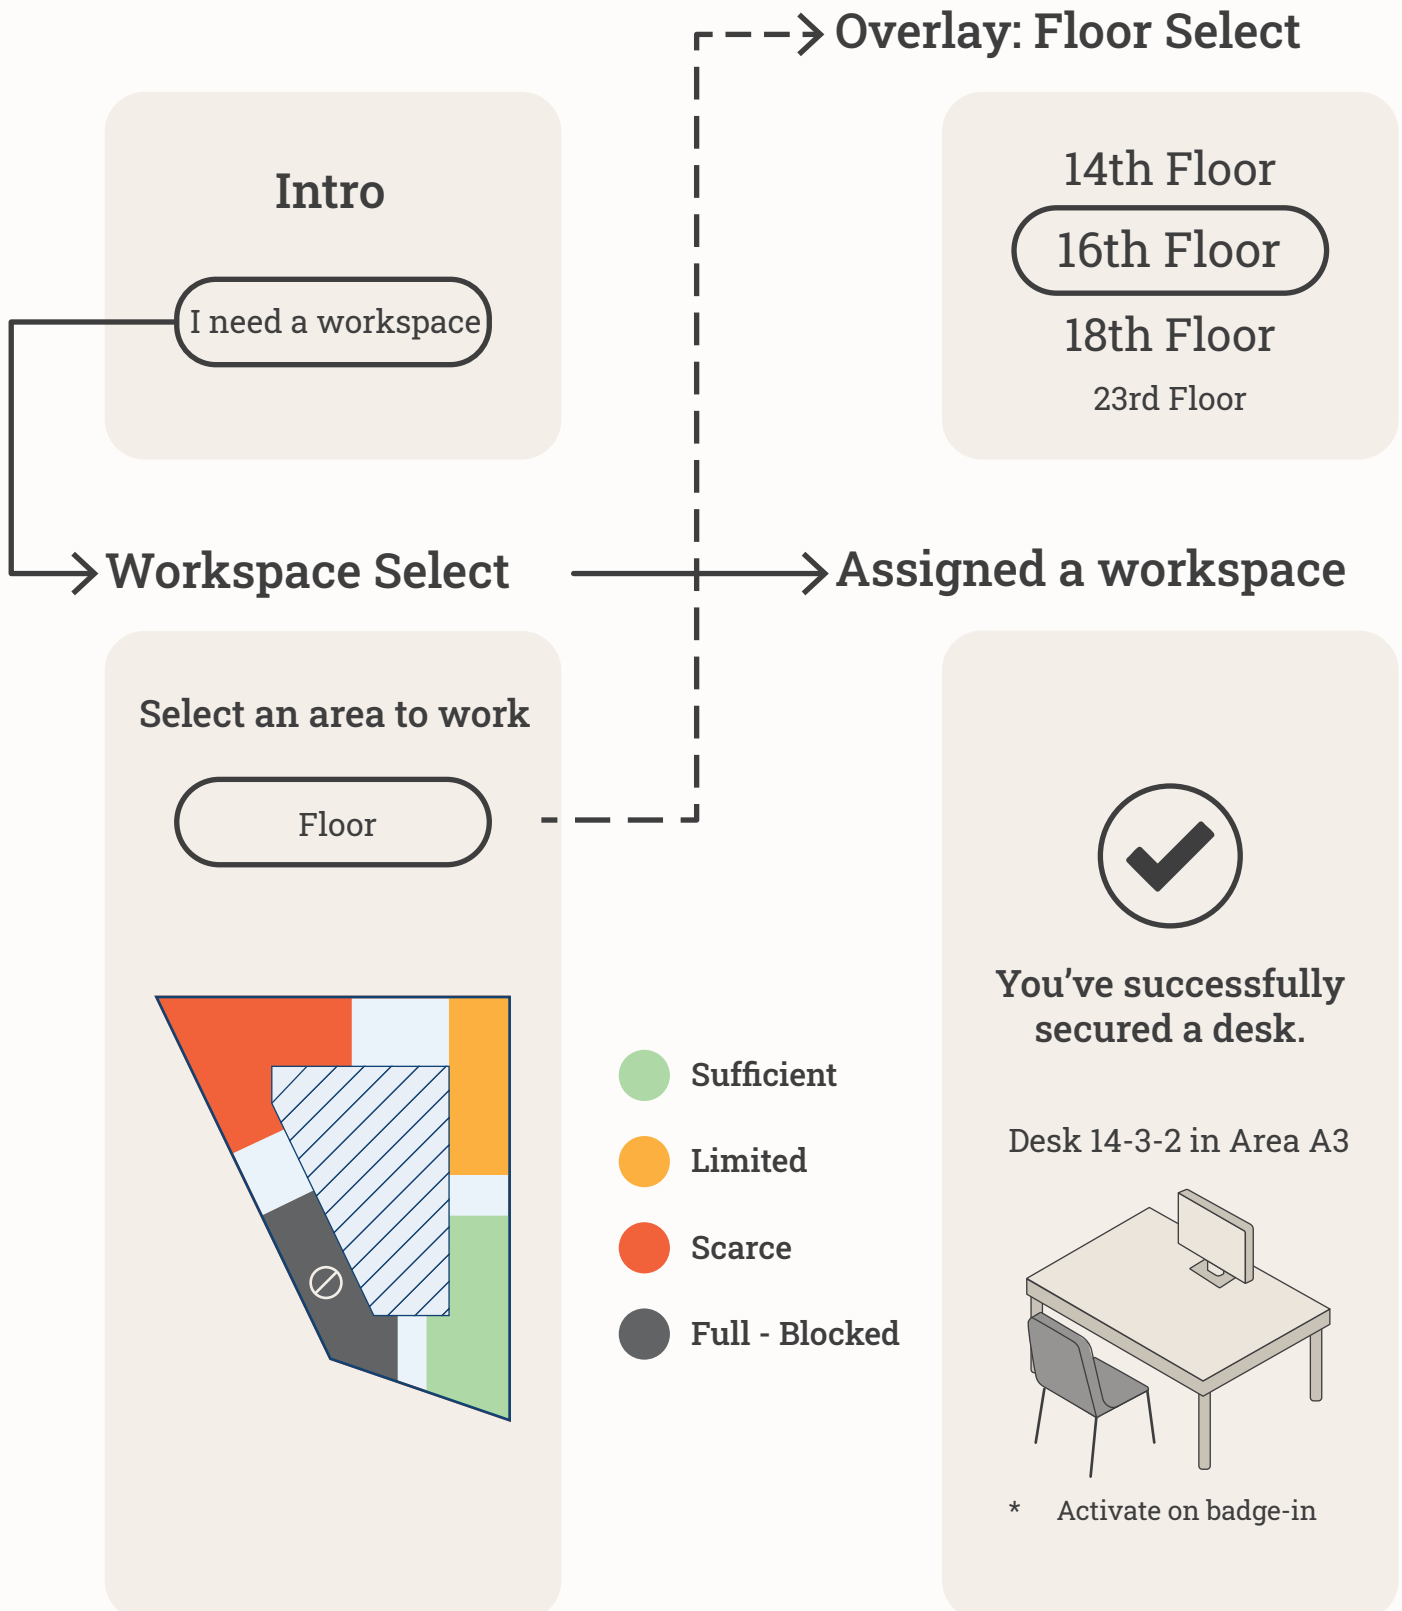 Overlay: Floor Select
Intro
I need a workspace
14th Floor
16th Floor
18th Floor
23rd Floor
Workspace Select
Assigned a workspace
Select an area to work
Floor
Sufficient
Limited
Scarce
Full - Blocked
You’ve successfully
secured a desk.
Desk 14-3-2 in Area A3
* Activate on badge-in